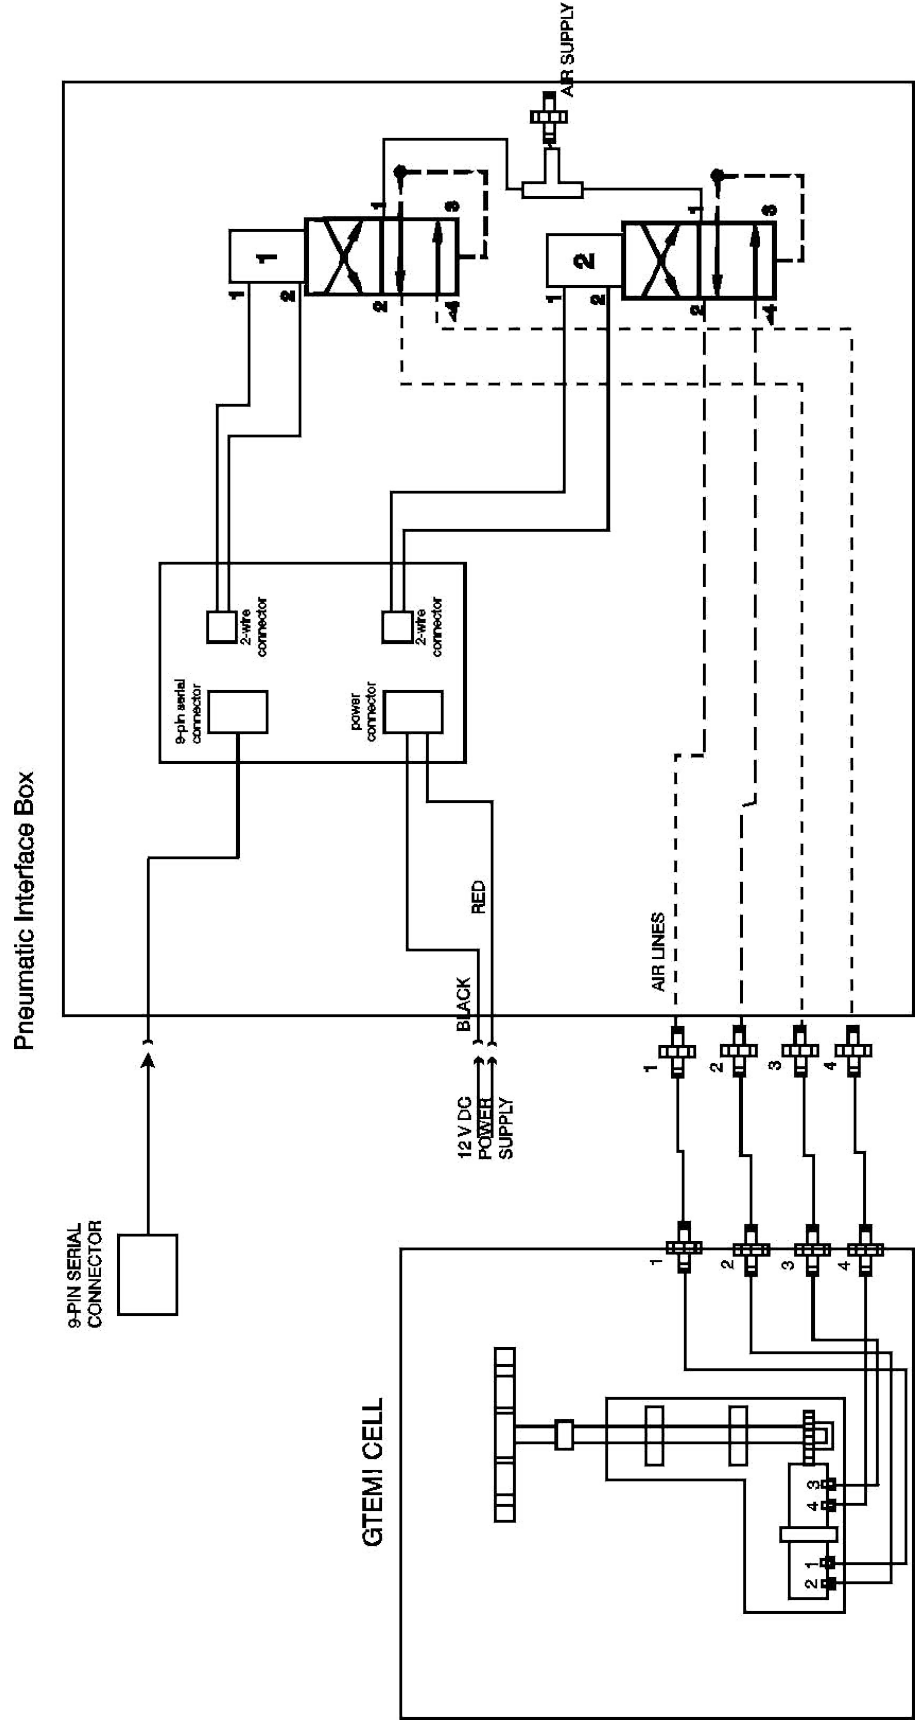 Pneumatic Interface Box
9-PIN SERIAL
CONNECTOR
9-pin serial
connector
2-wire
connector
1
2
1
1
2
3
4
power
connector
2-wire
connector
1
2
2
1
2
3
4
AIR SUPPLY
GTEMI CELL
12 V DC
POWER
SUPPLY
BLACK
RED
AIR LINES
1
2
3
4
1
2
3
4
2
1
4
3